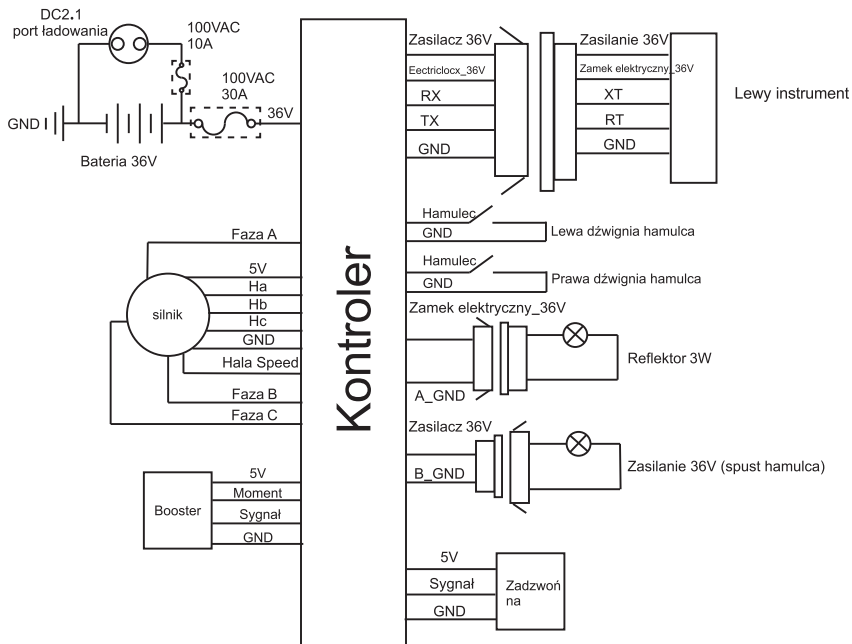 DC2.1
port ładowania
100VAC
10A
100VAC
30A
36V
GND
Bateria 36V
Faza A
5V
Ha
Hb
Hc
GND
Hala Speed
Faza B
Faza C
silnik
Booster
5V
Moment
Sygnał
GND
Kontroler
Zasilacz 36V
Eectriclocx_36V
RX
TX
GND
Zasilanie 36V
Zamek elektryczny_36V
XT
RT
GND
Lewy instrument
Hamulec
GND
Lewa dźwignia hamulca
Hamulec
GND
Prawa dźwignia hamulca
Zamek elektryczny_36V
A_GND
Reflektor 3W
Zasilacz 36V
B_GND
Zasilanie 36V (spust hamulca)
5V
Sygnał
GND
Zadzwoń
na